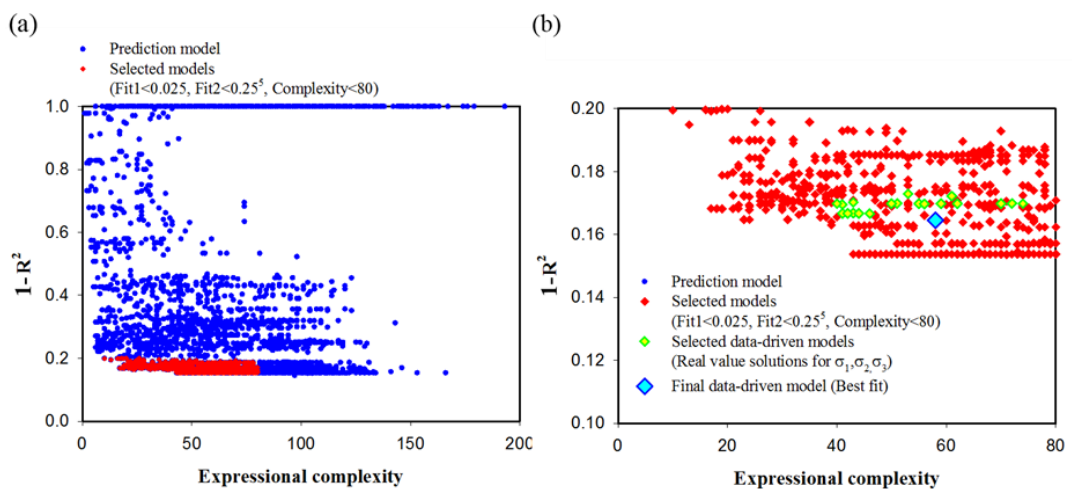 (a)
Prediction model
Selected models
(Fit1<0.025, Fit2<0.25⁵, Complexity<80)
1.0
0.8
0.6
0.4
0.2
0.0
1-R²
0 50 100 150 200
Expressional complexity
(b)
0.20
0.18
0.16
0.14
0.12
0.10
1-R²
Prediction model
Selected models
(Fit1<0.025, Fit2<0.25⁵, Complexity<80)
Selected data-driven models
(Real value solutions for σ₁,σ₂,σ₃)
Final data-driven model (Best fit)
0 20 40 60 80
Expressional complexity